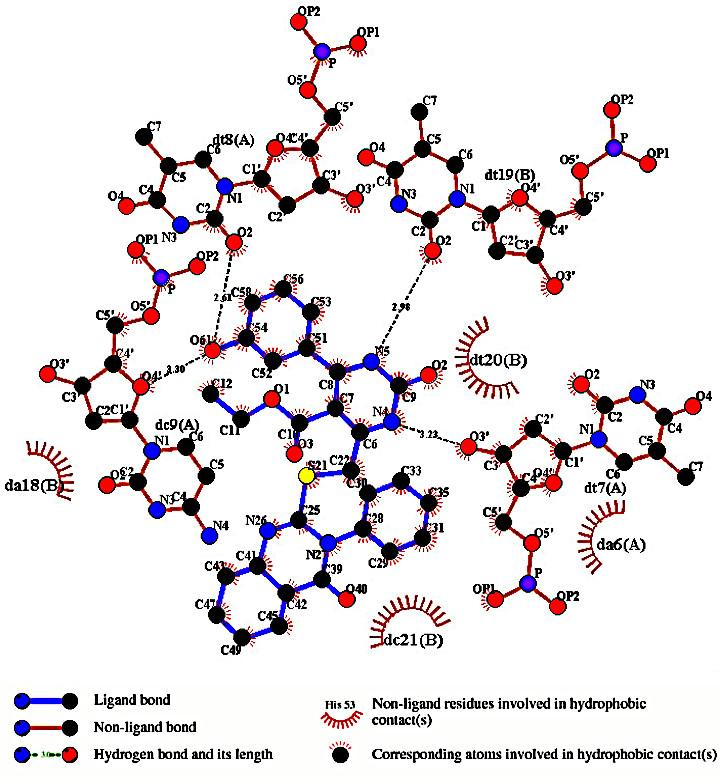 OP2
OP1
P
O5'
C5'
C7
dt8(A)
C6
O4'
C4'
C5
C1'
C3'
C4
N1
O4
C2'
O3'
C2
N3
O2
C7
OP2
C5
C6
P
OP1
O4
C4
O5'
dt19(B)
O4'
N3
N1
C5'
C1'
C4'
C2
C2'
C3'
O2
O3'
OP1
OP2
P
O5'
C5'
C4'
O4'
O3'
C3'
C2
C1'
dc9(A)
N1
C6
C2
O2
C5
N3
C4
N4
da18(B)
2.61
2.98
3.30
3.23
C56
C58
C53
C54
O61
C51
C52
N5
C8
O2
C9
C12
O1
C7
N4
C11
C10
C6
O3
C22
S21
C30
C33
C35
C25
N26
C28
C31
N27
C29
C41
C39
C43
C42
O40
C47
C45
C49
dt20(B)
O2
N3
C2
O4
C4
C2'
N1
O3'
C5
C3'
C1'
C6
C7
C4'
O4'
dt7(A)
C5'
O5'
da6(A)
P
OP1
OP2
dc21(B)
Ligand bond
Non-ligand bond
3.0
Hydrogen bond and its length
His 53
Non-ligand residues involved in hydrophobic
contact(s)
Corresponding atoms involved in hydrophobic contact(s)